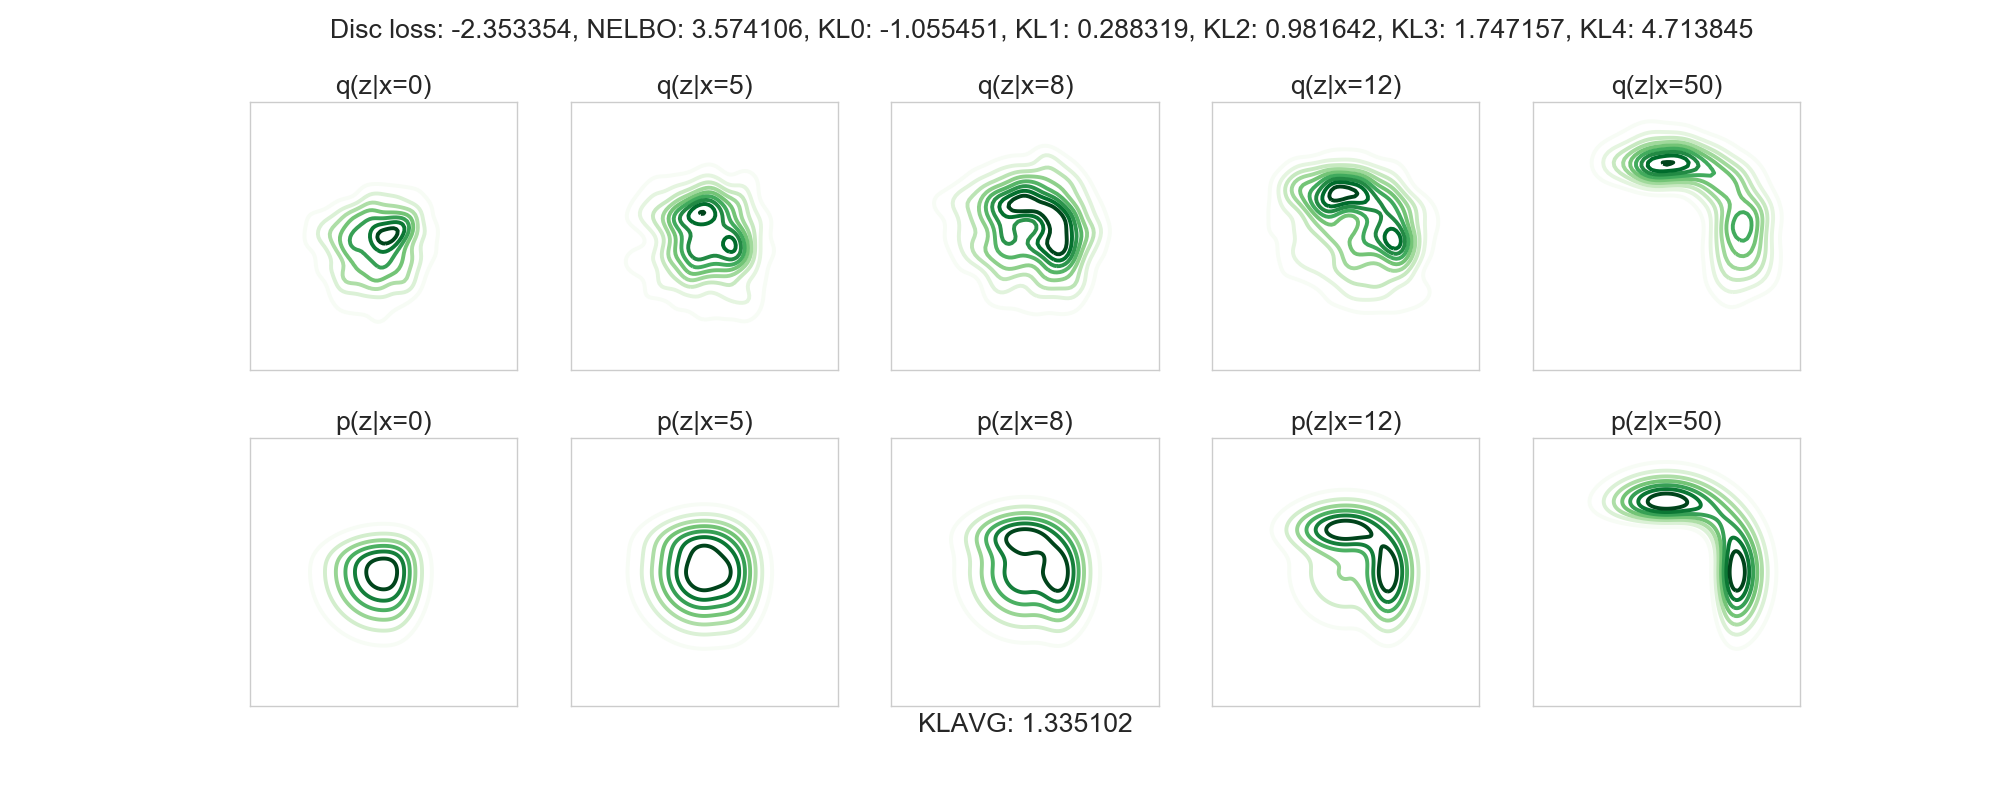 Disc loss: -2.353354, NELBO: 3.574106, KL0: -1.055451, KL1: 0.288319, KL2: 0.981642, KL3: 1.747157, KL4: 4.713845
q(z|x=0) q(z|x=5) q(z|x=8) q(z|x=12) q(z|x=50)
p(z|x=0) p(z|x=5) p(z|x=8) p(z|x=12) p(z|x=50)
KLAVG: 1.335102